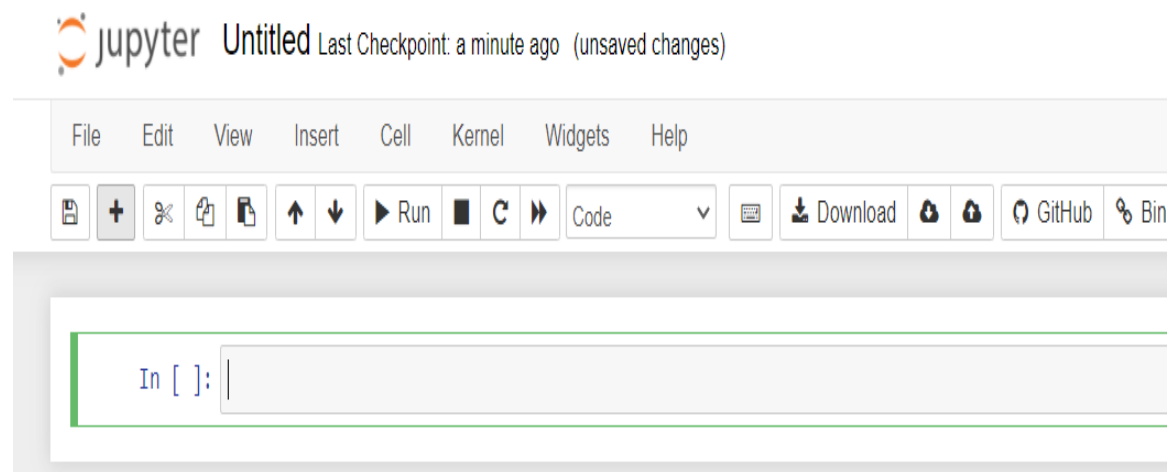 jupyter Untitled Last Checkpoint: a minute ago (unsaved changes)
File Edit View Insert Cell Kernel Widgets Help
Run Code Download GitHub Bin
In [ ]: